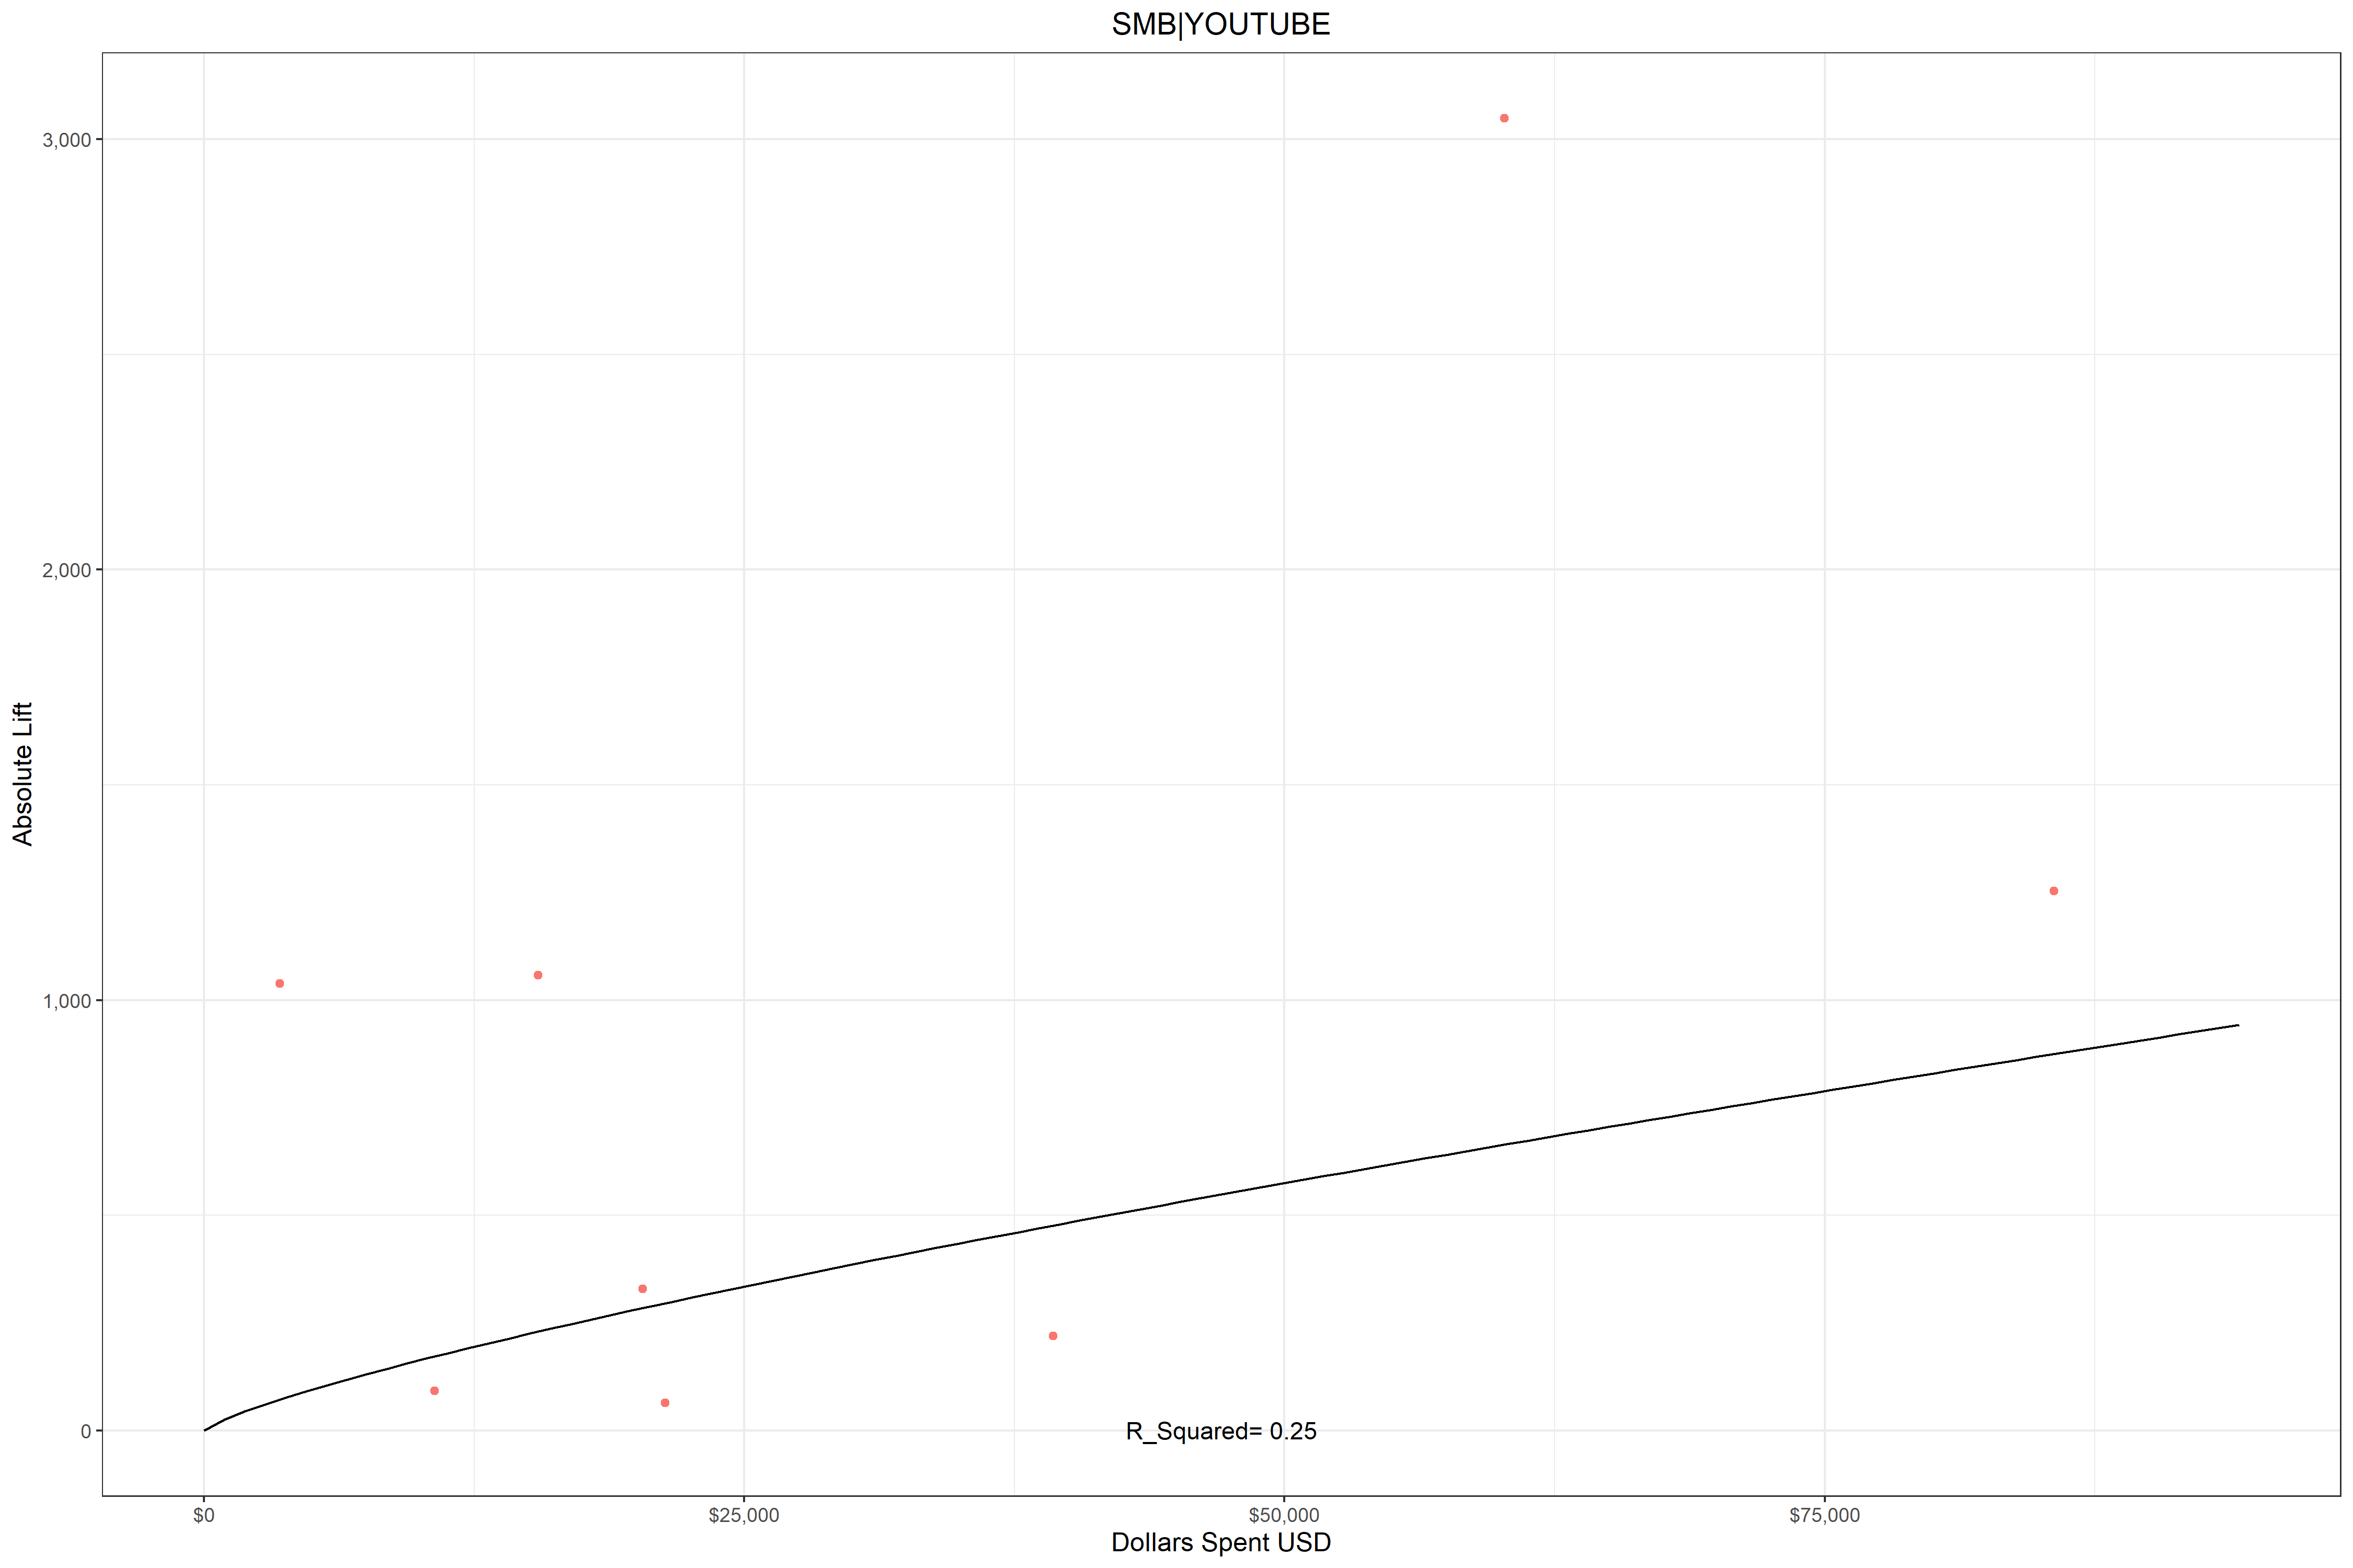 SMB|YOUTUBE
3,000
2,000
1,000
0
Absolute Lift
R_Squared= 0.25
$0
$25,000
$50,000
$75,000
Dollars Spent USD